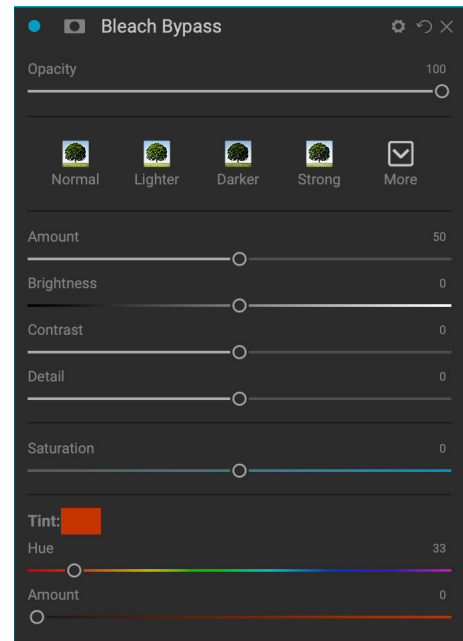 Bleach Bypass
Opacity 100
Normal Lighter Darker Strong More
Amount 50
Brightness 0
Contrast 0
Detail 0
Saturation 0
Tint:
Hue 33
Amount 0